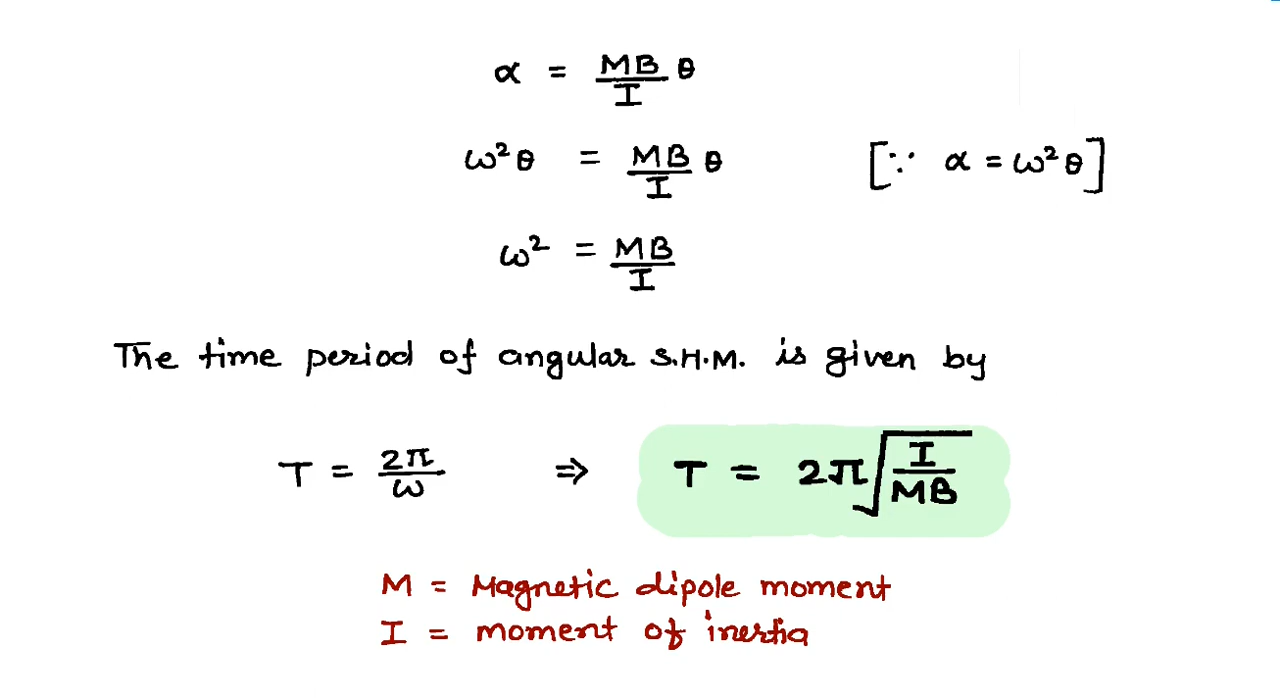 α = MB/I θ
ω²θ = MB/I θ [∵ α = ω²θ]
ω² = MB/I
The time period of angular S.H.M. is given by
T = 2π/ω ⇒ T = 2π√(I/MB)
M = Magnetic dipole moment
I = moment of inertia